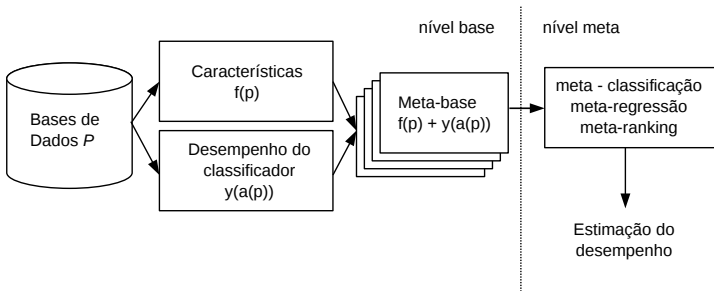 nível base
nível meta
Bases de
Dados P
Características
f(p)
Desempenho do
classificador
y(a(p))
Meta-base
f(p) + y(a(p))
meta - classificação
meta-regressão
meta-ranking
Estimação do
desempenho